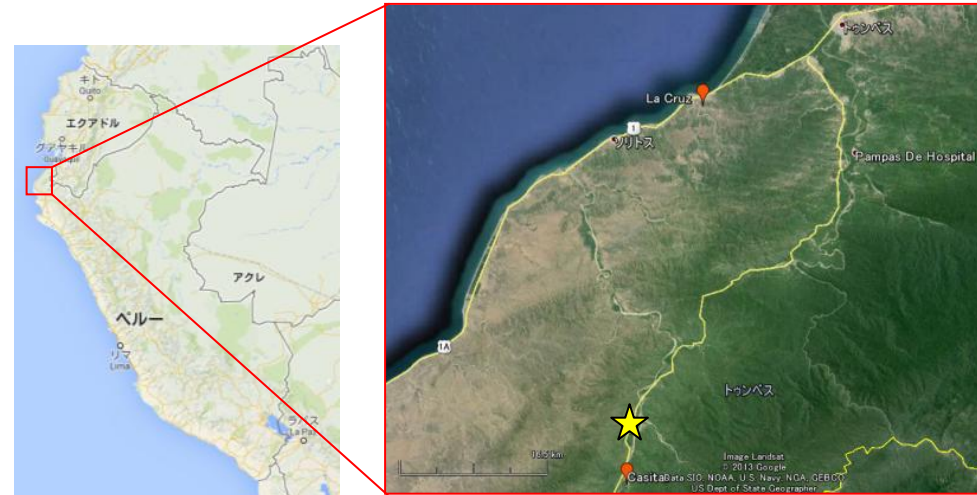 キト
Quito
エクアドル
グアヤキル
Guayaquil
アクレ
ペルー
リマ
Lima
ラパス
La Paz
トゥンベス
La Cruz
1
ソリトス
Pampas De Hospital
1A
トゥンベス
Casitas
Image Landsat
© 2013 Google
Data SIO, NOAA, U.S. Navy, NGA, GEBCO
US Dept of State Geographer